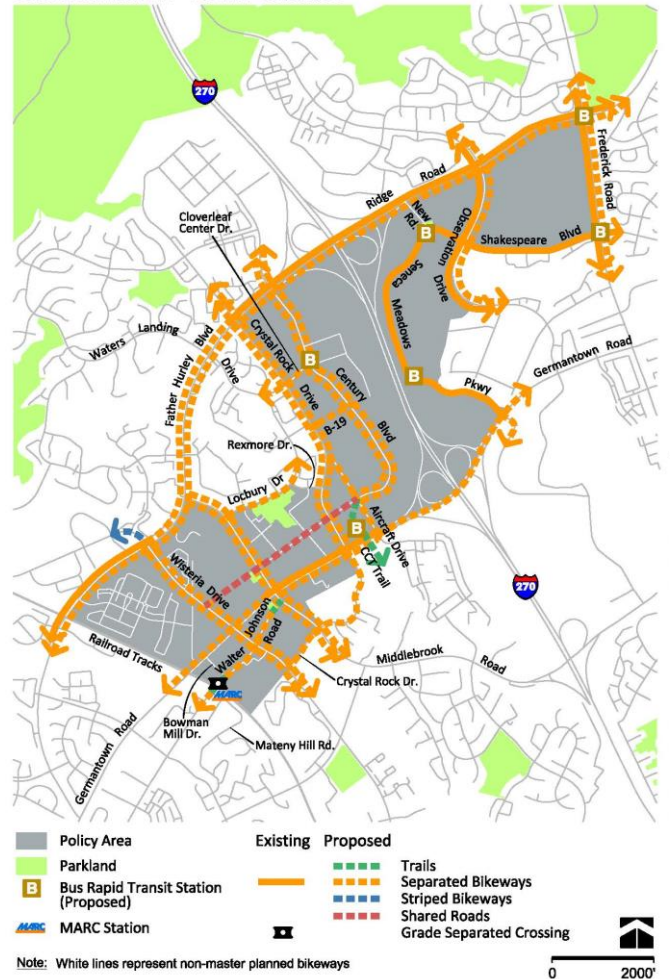 270
B
Frederick Road
Ridge Road
New Rd.
B
Observation Drive
Shakespeare Blvd
B
Cloverleaf
Center Dr.
Seneca Meadows Pkwy
Waters Landing Drive
Father Hurley Blvd
Crystal Rock Drive
B
Century Blvd
B
Germantown Road
B-19
Rexmore Dr.
Locbury Dr
Aircraft Drive
B
CCT Trail
270
Wisteria Drive
Walter Johnson Road
Railroad Tracks
Middlebrook Road
Crystal Rock Dr.
MARC
Bowman
Mill Dr.
Mateny Hill Rd.
Germantown Road
Policy Area
Parkland
B Bus Rapid Transit Station
(Proposed)
MARC MARC Station
Existing Proposed
Trails
Separated Bikeways
Striped Bikeways
Shared Roads
Grade Separated Crossing
Note: White lines represent non-master planned bikeways
0 2000'